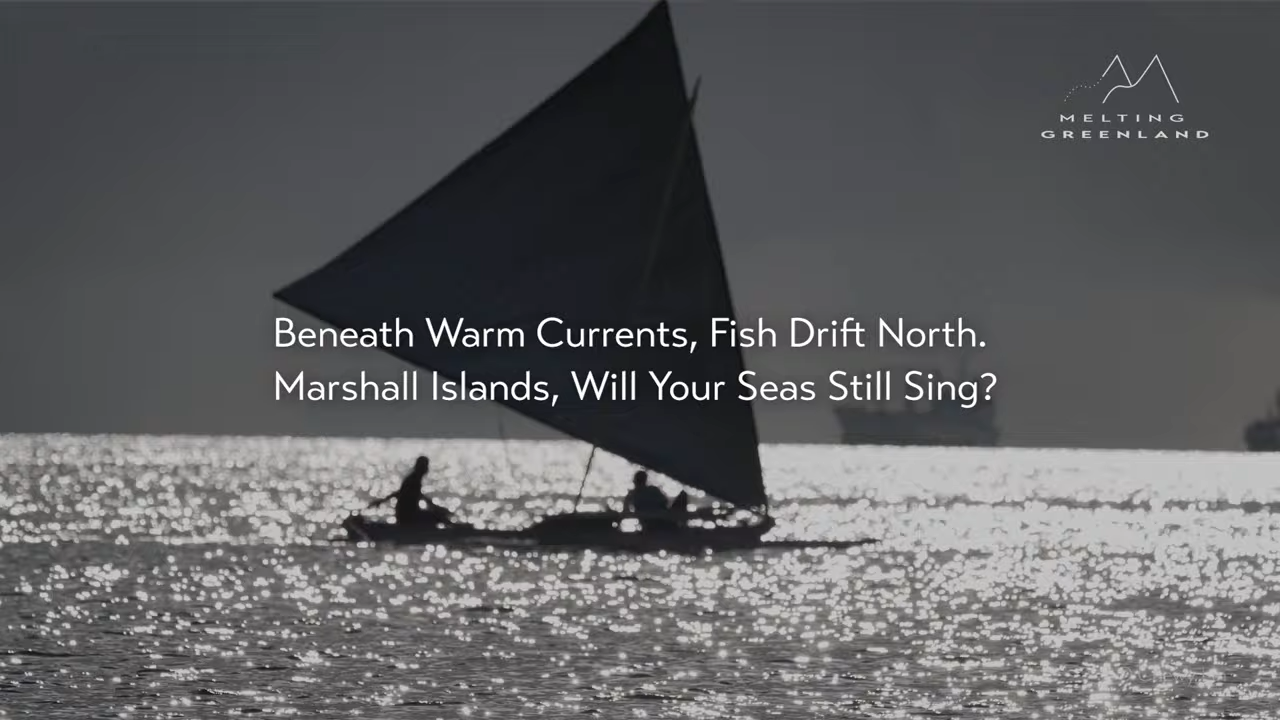 MELTING
GREENLAND
Beneath Warm Currents, Fish Drift North.
Marshall Islands, Will Your Seas Still Sing?